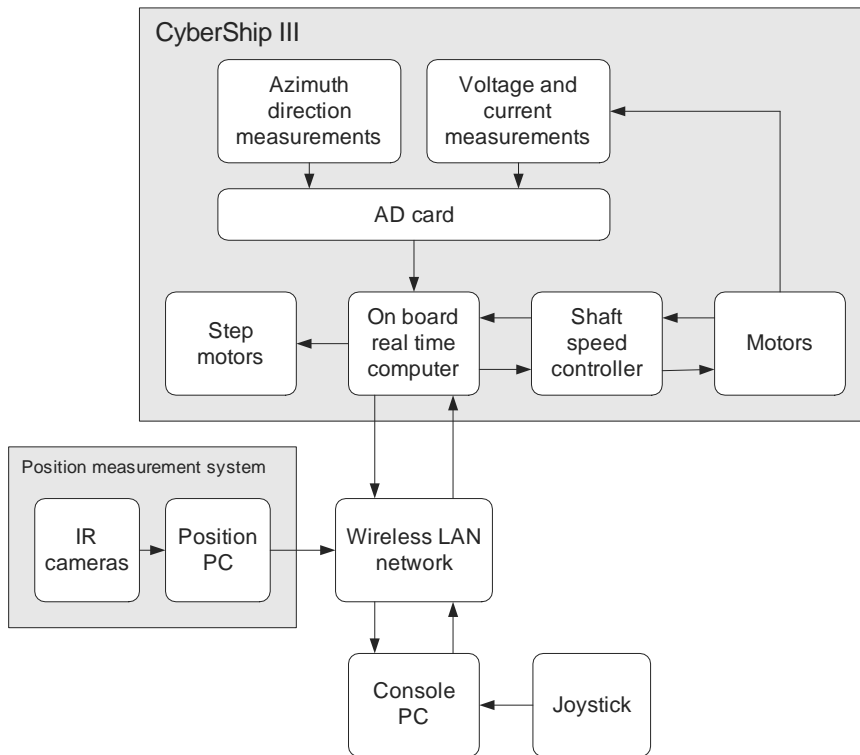 CyberShip III
Azimuth
direction
measurements
Voltage and
current
measurements
AD card
Step
motors
On board
real time
computer
Shaft
speed
controller
Motors
Position measurement system
IR
cameras
Position
PC
Wireless LAN
network
Console
PC
Joystick